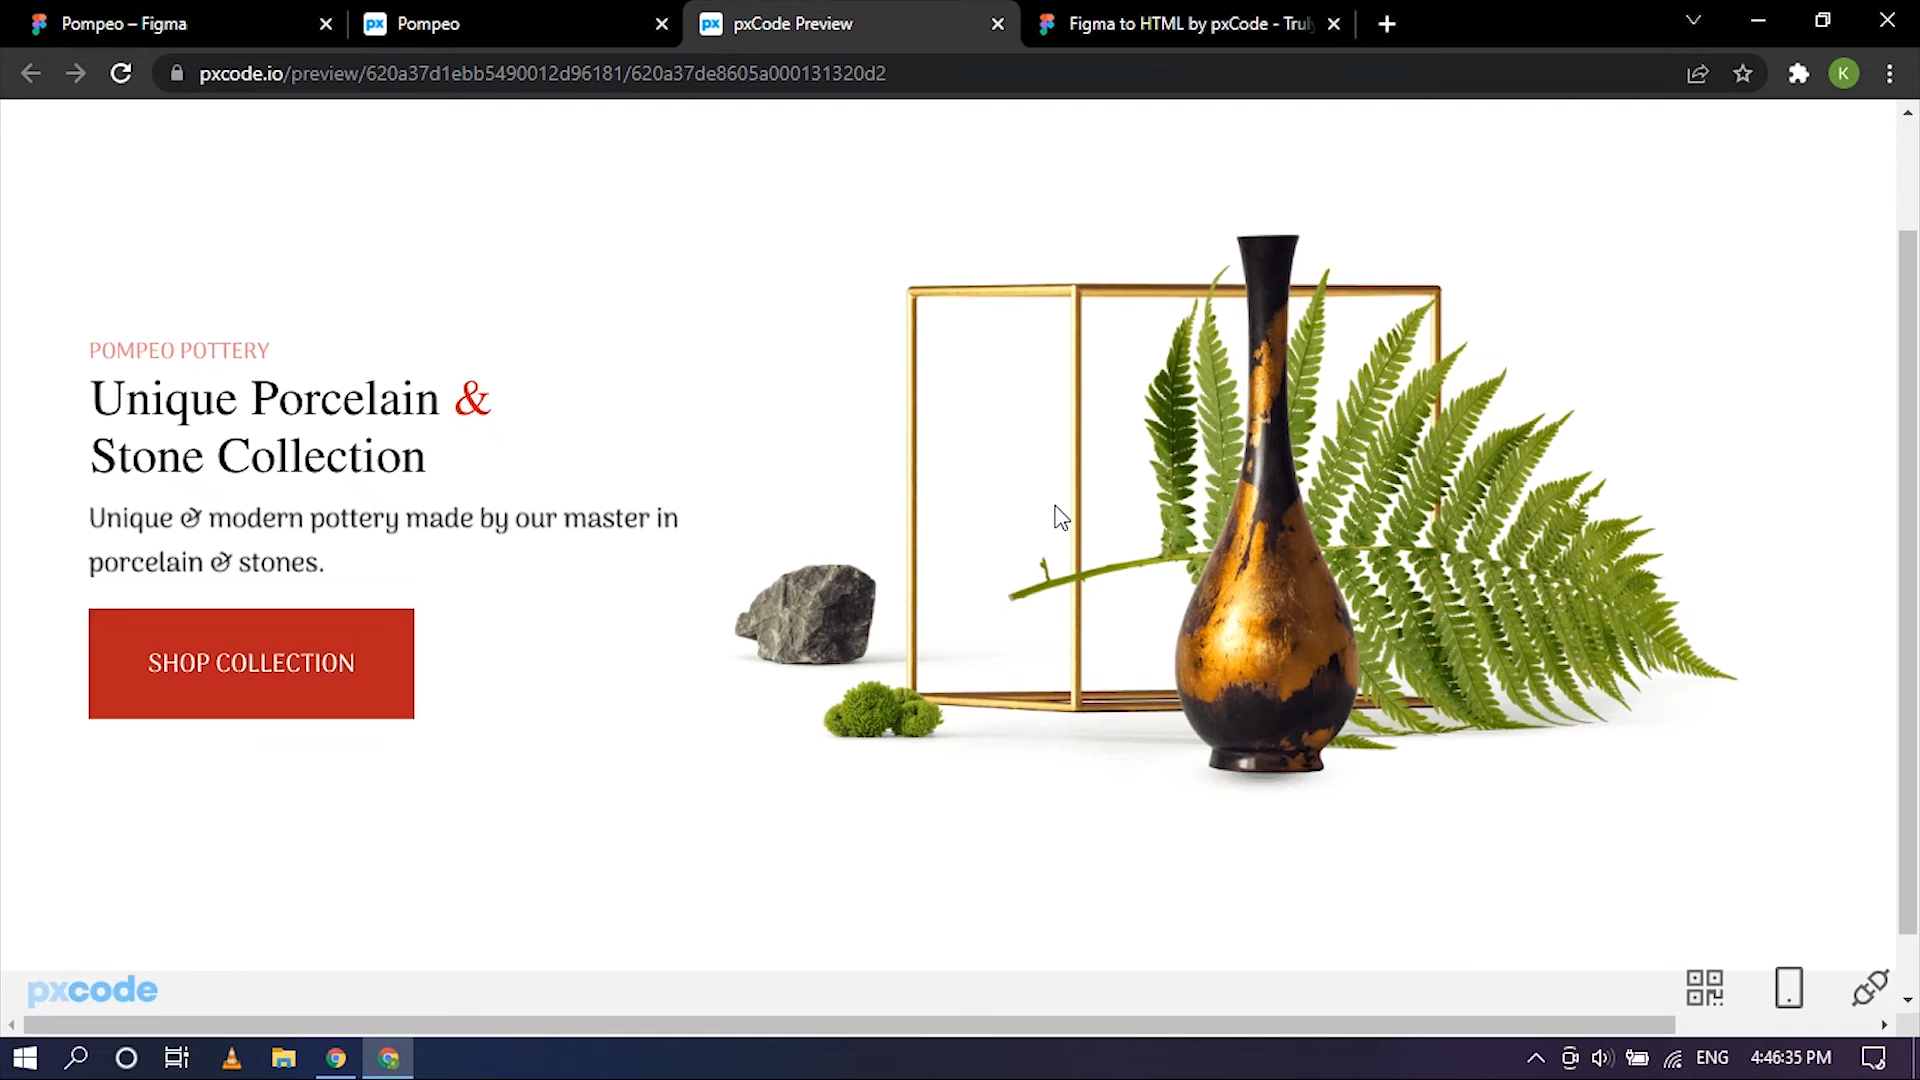 Pompeo – Figma
px Pompeo
px pxCode Preview
Figma to HTML by pxCode - Trul
pxcode.io/preview/620a37d1ebb5490012d96181/620a37de8605a000131320d2
K
POMPEO POTTERY
Unique Porcelain &
Stone Collection
Unique & modern pottery made by our master in
porcelain & stones.
SHOP COLLECTION
pxcode
ENG
4:46:35 PM